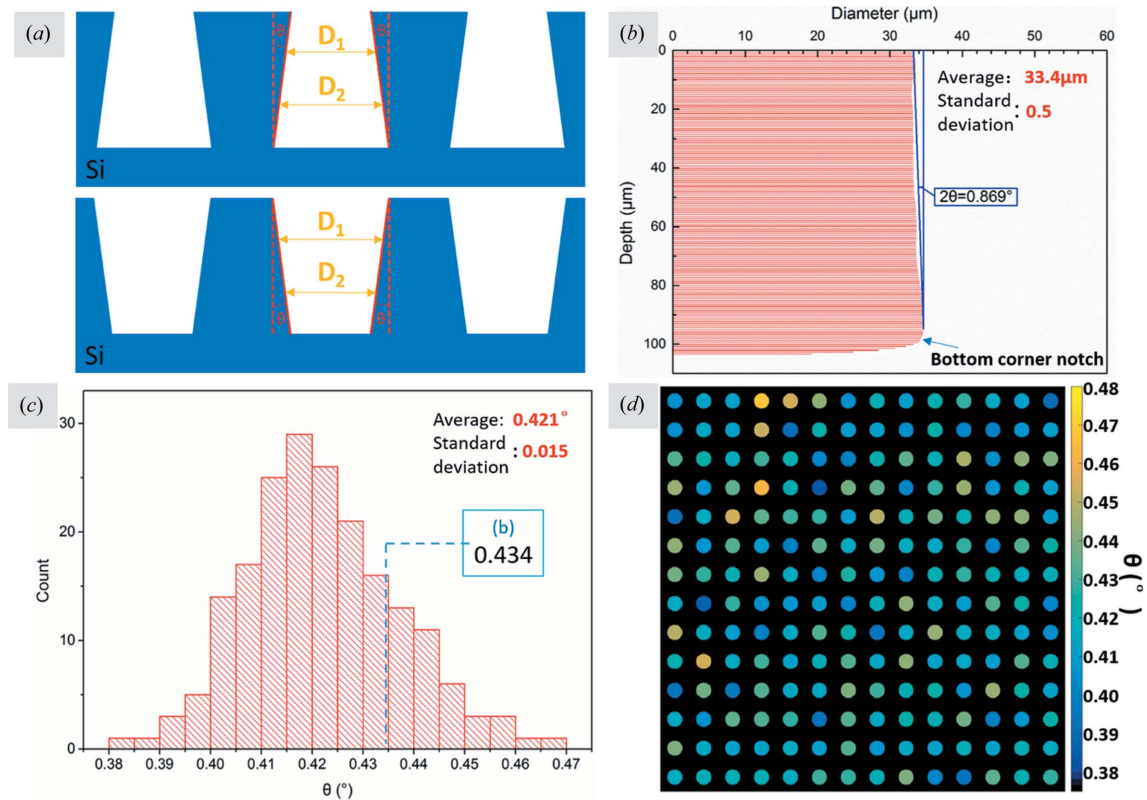 (a)
θ
θ
D1
D2
Si
D1
D2
θ
θ
Si
(b)
Diameter (μm)
0
20
40
60
0
20
40
60
80
100
Depth (μm)
Average: 33.4μm
Standard
deviation : 0.5
2θ=0.869°
Bottom corner notch
(c)
30
20
10
0
Count
Average: 0.421°
Standard
deviation : 0.015
(b)
0.434
0.38
0.39
0.40
0.41
0.42
0.43
0.44
0.45
0.46
0.47
θ (°)
(d)
0.48
0.47
0.46
0.45
0.44
0.43
0.42
0.41
0.40
0.39
0.38
θ (°)